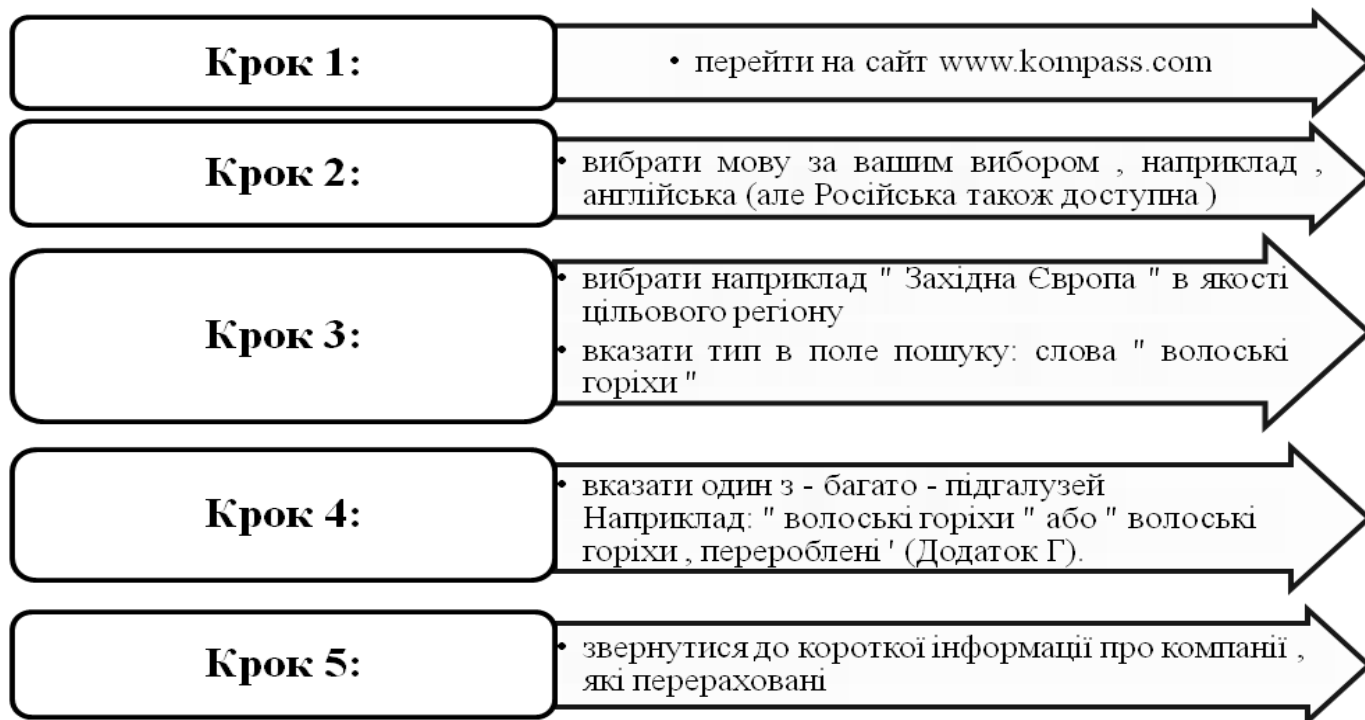 Крок 1:
• перейти на сайт www.kompass.com
Крок 2:
• вибрати мову за вашим вибором , наприклад ,
англійська (але Російська також доступна )
Крок 3:
• вибрати наприклад " Західна Європа " в якості
цільового регіону
• вказати тип в поле пошуку: слова " волоські
горіхи "
Крок 4:
• вказати один з - багато - підгалузей
Наприклад: " волоські горіхи " або " волоські
горіхи , перероблені ' (Додаток Г).
Крок 5:
• звернутися до короткої інформації про компанії ,
які перераховані